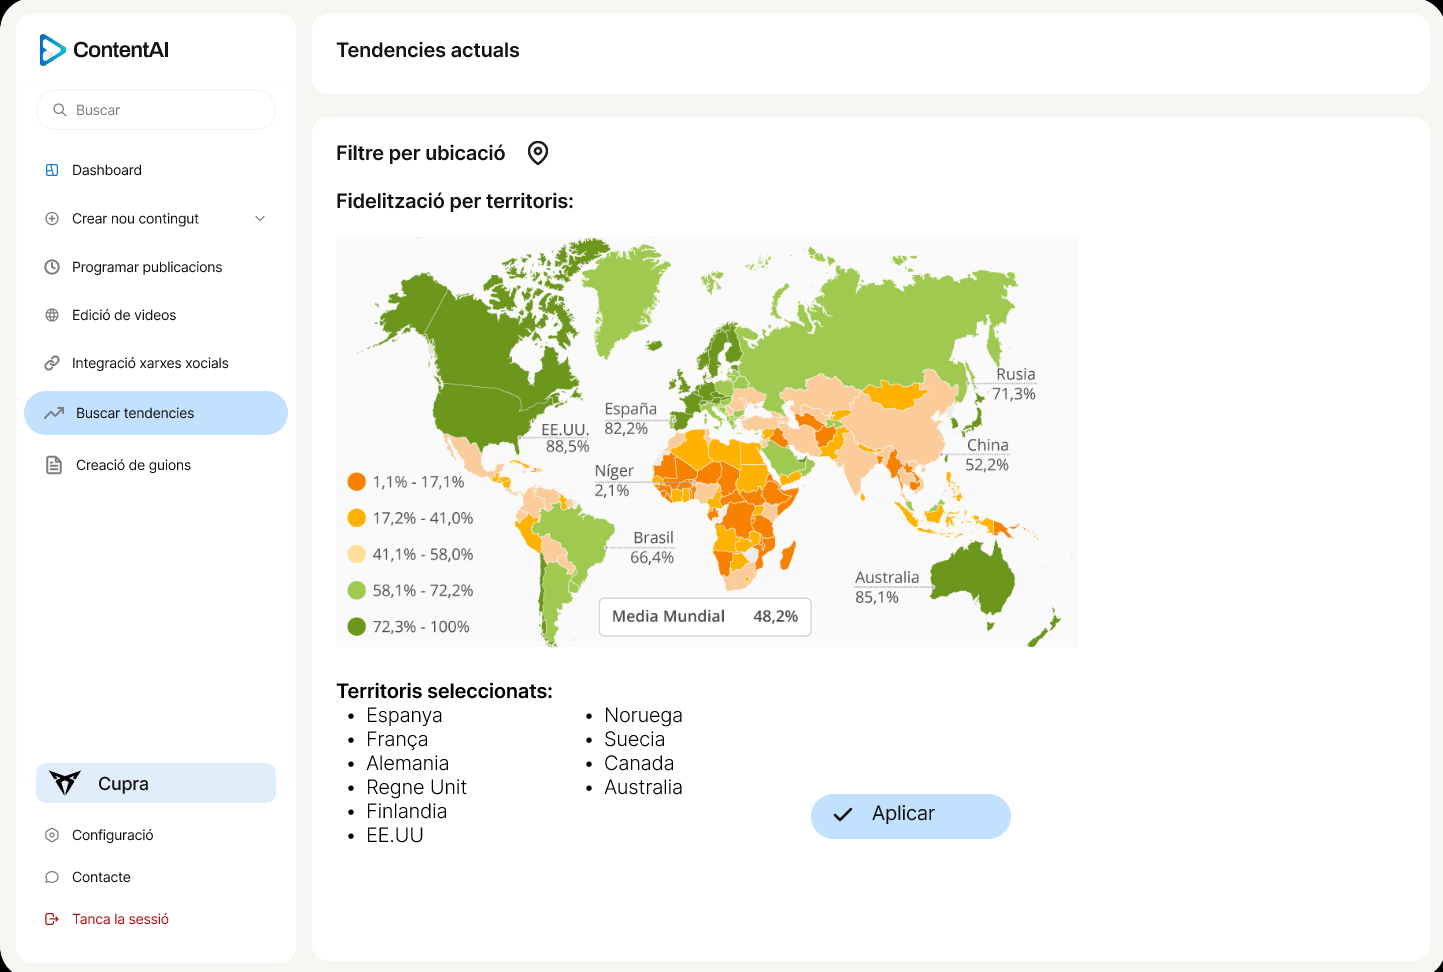 ContentAI
Buscar
Dashboard
Crear nou contingut
Programar publicacions
Edició de videos
Integració xarxes xocials
Buscar tendencies
Creació de guions
Cupra
Configuració
Contacte
Tanca la sessió
Tendencies actuals
Filtre per ubicació
Fidelització per territoris:
Rusia
71,3%
España
82,2%
EE.UU.
88,5%
China
52,2%
Níger
2,1%
Brasil
66,4%
Australia
85,1%
1,1% - 17,1%
17,2% - 41,0%
41,1% - 58,0%
58,1% - 72,2%
72,3% - 100%
Media Mundial 48,2%
Territoris seleccionats:
• Espanya
• França
• Alemania
• Regne Unit
• Finlandia
• EE.UU
• Noruega
• Suecia
• Canada
• Australia
Aplicar